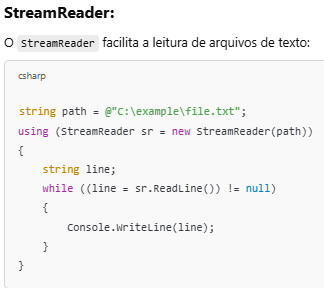 StreamReader:
O StreamReader facilita a leitura de arquivos de texto:
csharp
string path = @"C:\example\file.txt";
using (StreamReader sr = new StreamReader(path))
{
    string line;
    while ((line = sr.ReadLine()) != null)
    {
        Console.WriteLine(line);
    }
}